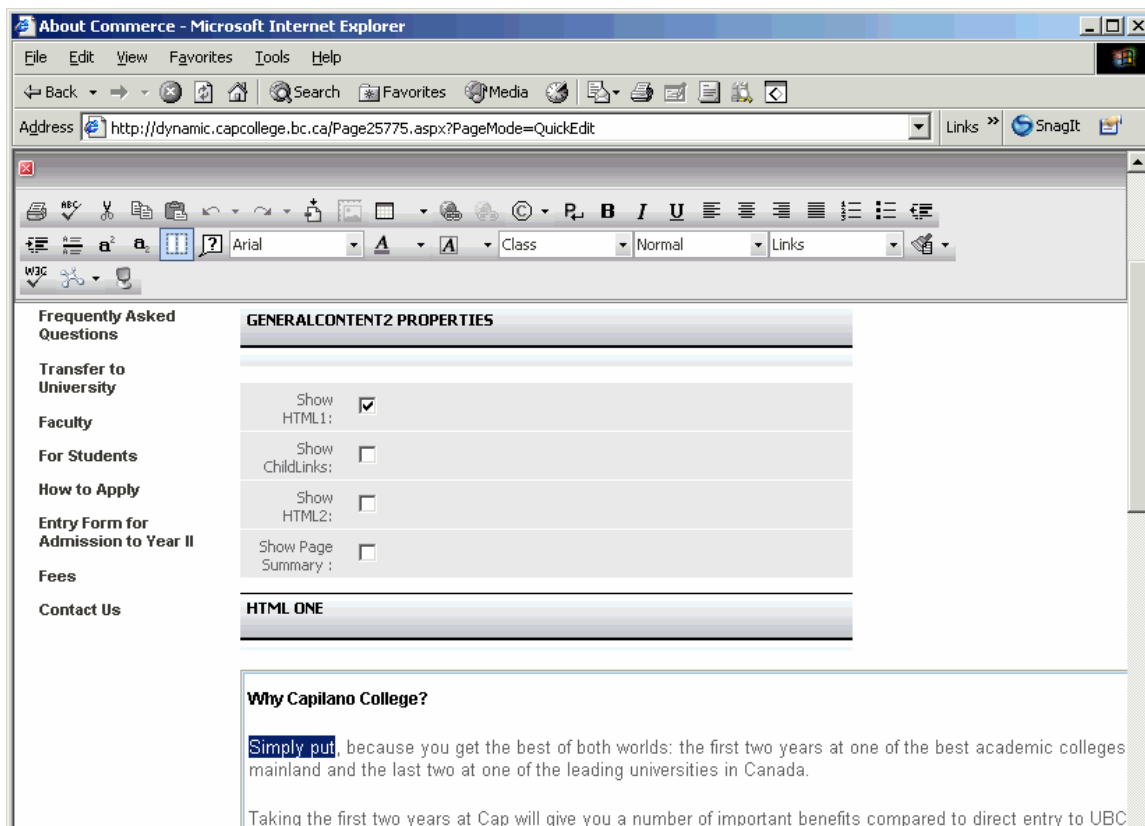 About Commerce - Microsoft Internet Explorer
File Edit View Favorites Tools Help
Back Search Favorites Media
Address http://dynamic.capcollege.bc.ca/Page25775.aspx?PageMode=QuickEdit Links » SnagIt
ABC B I U
a² a₂ Arial A A Class Normal Links
W3C
Frequently Asked
Questions
Transfer to
University
Faculty
For Students
How to Apply
Entry Form for
Admission to Year II
Fees
Contact Us
GENERALCONTENT2 PROPERTIES
Show
HTML1:
Show
ChildLinks:
Show
HTML2:
Show Page
Summary :
HTML ONE
Why Capilano College?
Simply put, because you get the best of both worlds: the first two years at one of the best academic colleges
mainland and the last two at one of the leading universities in Canada.
Taking the first two years at Cap will give you a number of important benefits compared to direct entry to UBC